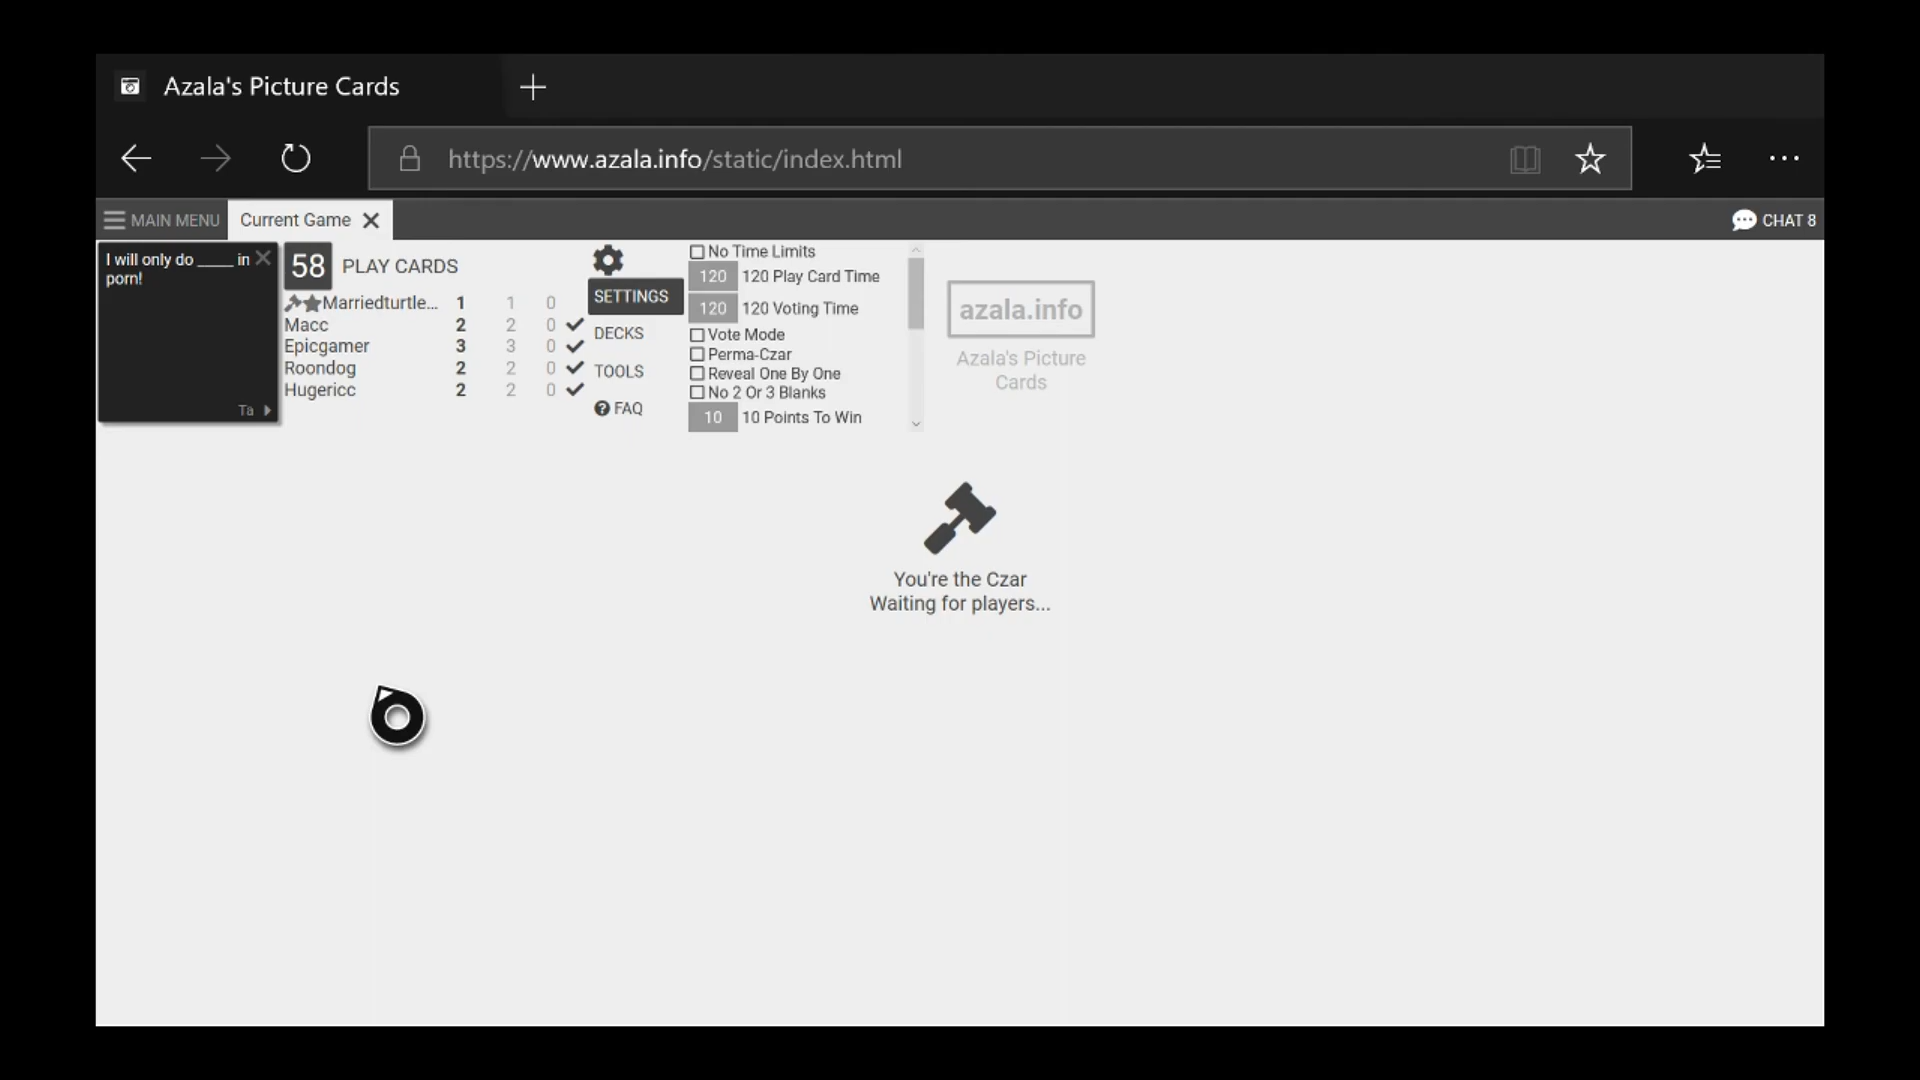 Azala's Picture Cards
https://www.azala.info/static/index.html
MAIN MENU
Current Game
CHAT 8
I will only do _____ in
porn!
Ta
58 PLAY CARDS
Marriedturtle... 1 1 0
Macc 2 2 0
Epicgamer 3 3 0
Roondog 2 2 0
Hugericc 2 2 0
SETTINGS
DECKS
TOOLS
FAQ
No Time Limits
120 120 Play Card Time
120 120 Voting Time
Vote Mode
Perma-Czar
Reveal One By One
No 2 Or 3 Blanks
10 10 Points To Win
azala.info
Azala's Picture
Cards
You're the Czar
Waiting for players...